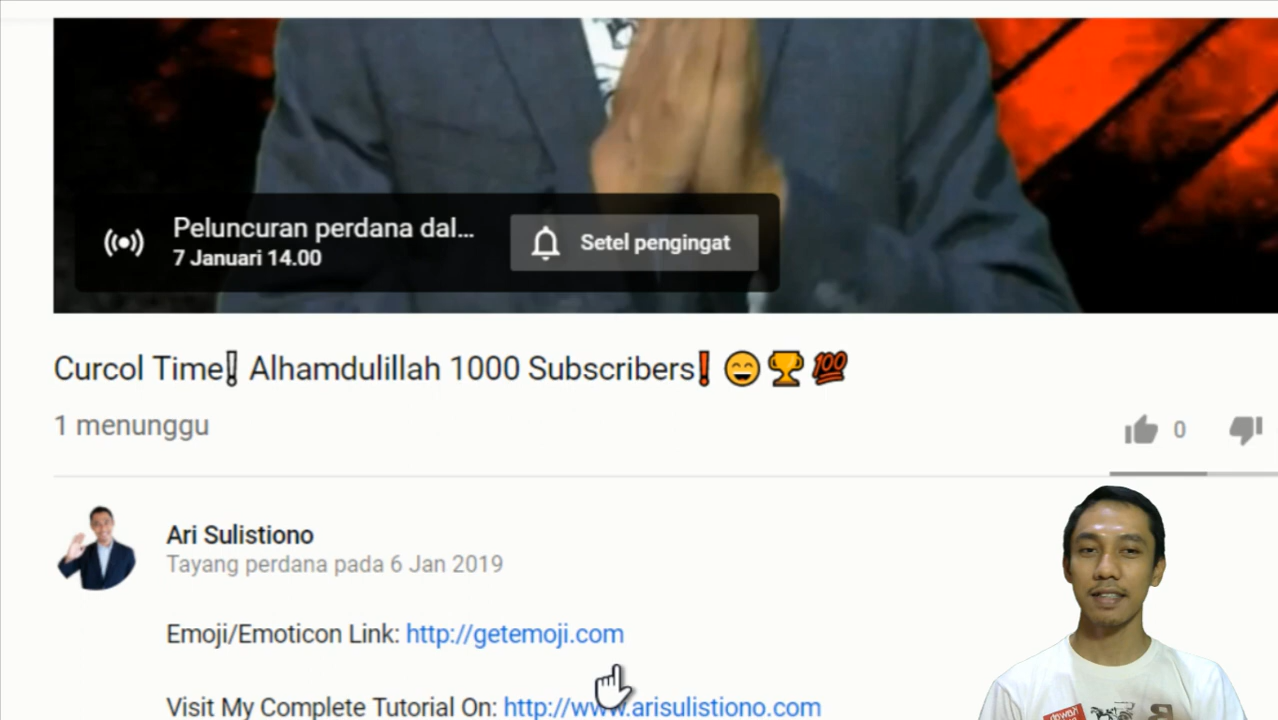 Peluncuran perdana dal...
7 Januari 14.00
Setel pengingat
Curcol Time❕ Alhamdulillah 1000 Subscribers❗😄🏆💯
1 menunggu
0
Ari Sulistiono
Tayang perdana pada 6 Jan 2019
Emoji/Emoticon Link: http://getemoji.com
Visit My Complete Tutorial On: http://www.arisulistiono.com